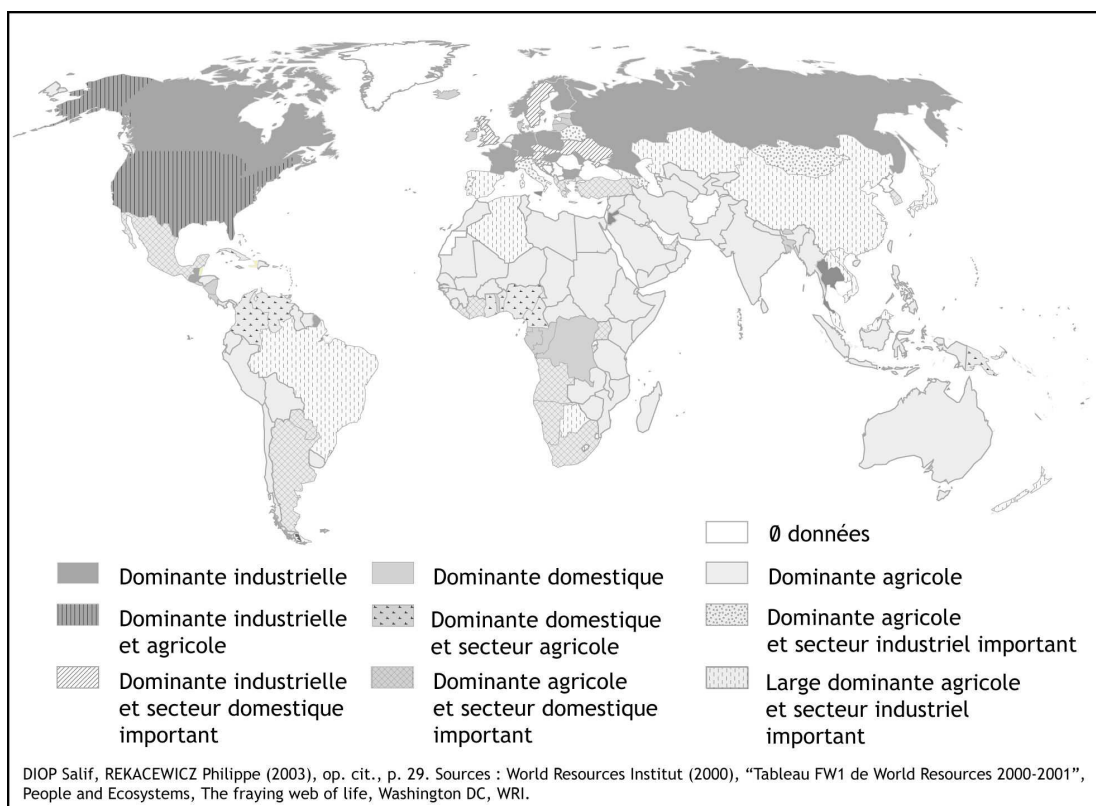 Ø données
Dominante industrielle
Dominante domestique
Dominante agricole
Dominante industrielle
et agricole
Dominante domestique
et secteur agricole
Dominante agricole
et secteur industriel important
Dominante industrielle
et secteur domestique
important
Dominante agricole
et secteur domestique
important
Large dominante agricole
et secteur industriel
important
DIOP Salif, REKACEWICZ Philippe (2003), op. cit., p. 29. Sources : World Resources Institut (2000), “Tableau FW1 de World Resources 2000-2001”,
People and Ecosystems, The fraying web of life, Washington DC, WRI.